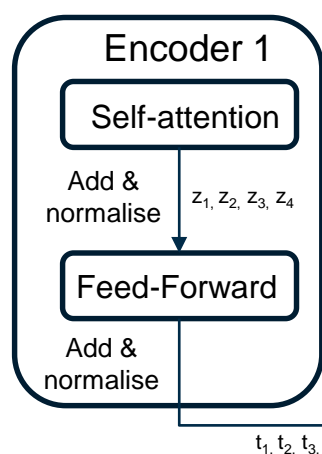 Encoder 1
Self-attention
Add &
normalise
z₁, z₂, z₃, z₄
Feed-Forward
Add &
normalise
t₁, t₂, t₃,